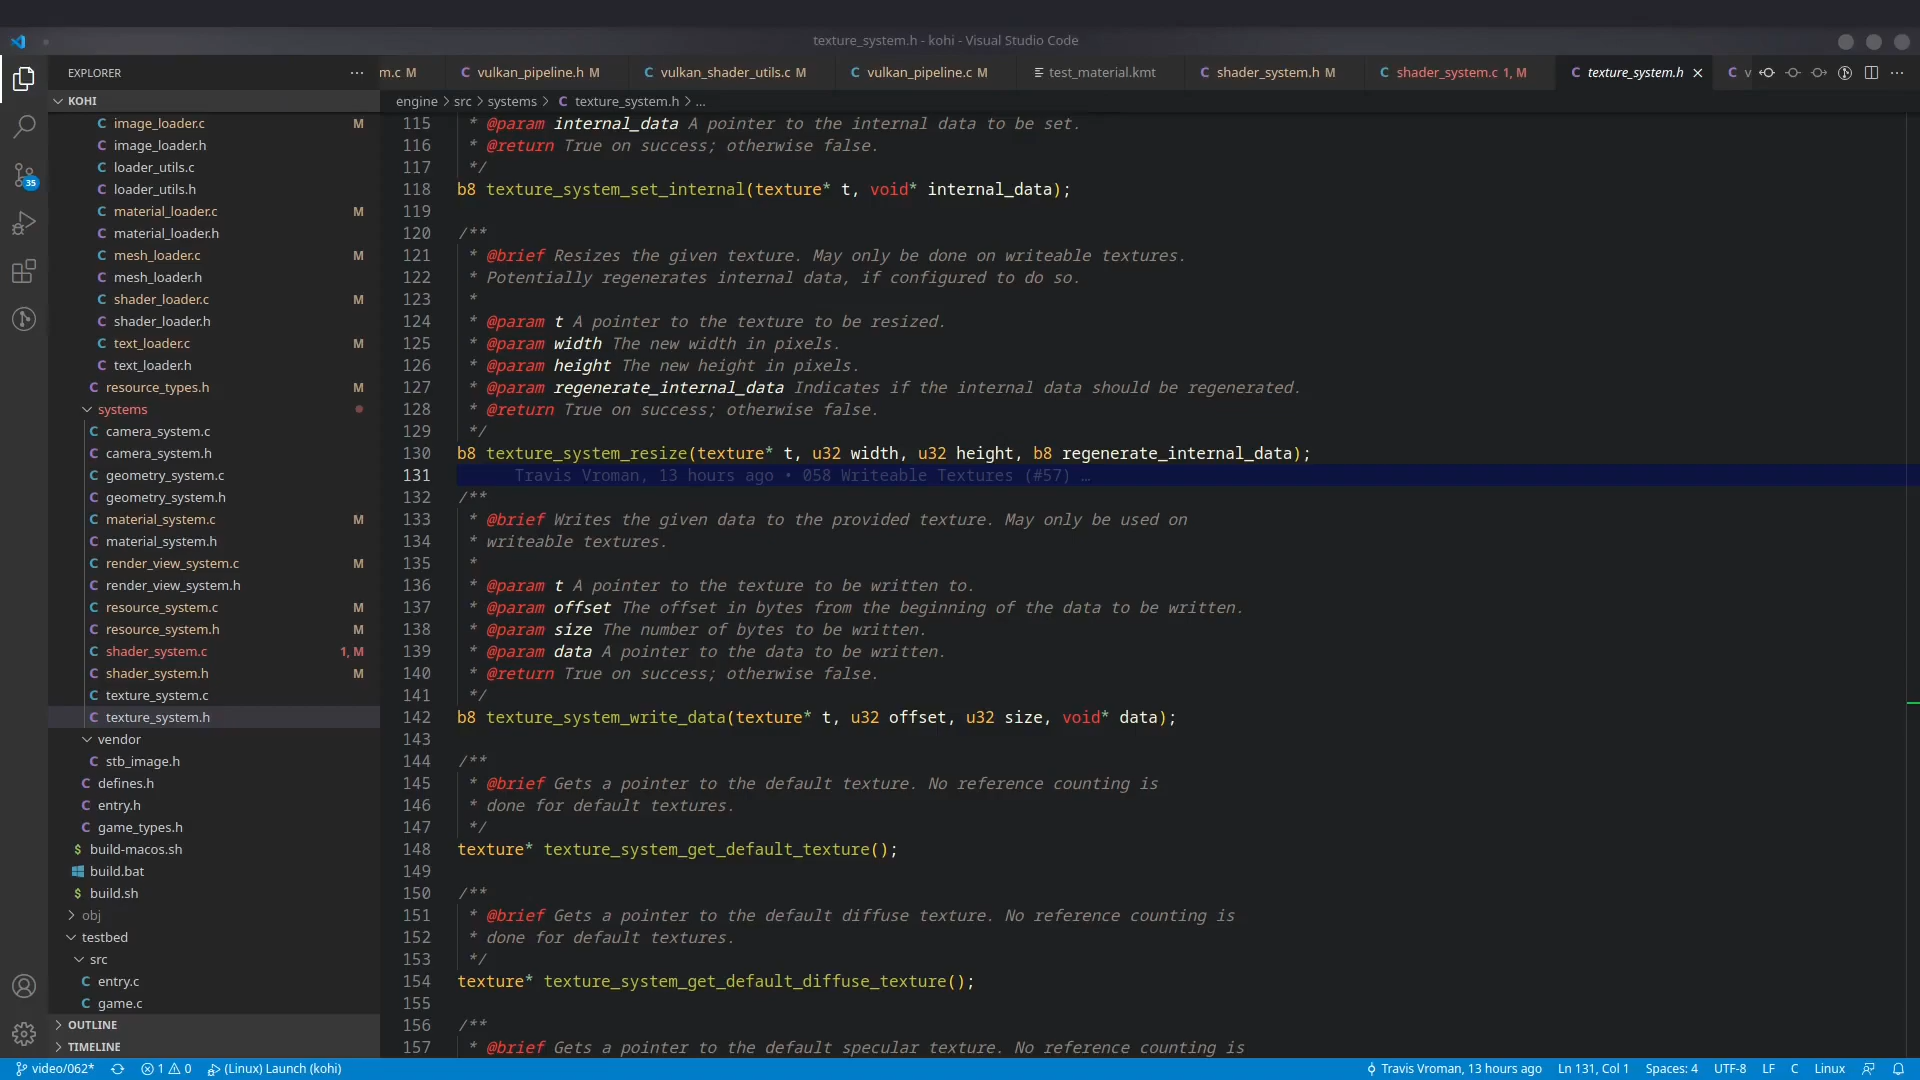 texture_system.h - kohi - Visual Studio Code
EXPLORER
m.c M
C vulkan_pipeline.h M
C vulkan_shader_utils.c M
C vulkan_pipeline.c M
test_material.kmt
C shader_system.h M
C shader_system.c 1, M
C texture_system.h
C v
KOHI
engine > src > systems > C texture_system.h > ...
C image_loader.c M
C image_loader.h
C loader_utils.c
C loader_utils.h
C material_loader.c M
C material_loader.h
C mesh_loader.c M
C mesh_loader.h
C shader_loader.c M
C shader_loader.h
C text_loader.c M
C text_loader.h
C resource_types.h M
systems
C camera_system.c
C camera_system.h
C geometry_system.c
C geometry_system.h
C material_system.c M
C material_system.h
C render_view_system.c M
C render_view_system.h
C resource_system.c M
C resource_system.h M
C shader_system.c 1, M
C shader_system.h M
C texture_system.c
C texture_system.h
vendor
C stb_image.h
C defines.h
C entry.h
C game_types.h
$ build-macos.sh
build.bat
$ build.sh
obj
testbed
src
C entry.c
C game.c
OUTLINE
TIMELINE
35
115 * @param internal_data A pointer to the internal data to be set.
116 * @return True on success; otherwise false.
117 */
118 b8 texture_system_set_internal(texture* t, void* internal_data);
119
120 /**
121 * @brief Resizes the given texture. May only be done on writeable textures.
122 * Potentially regenerates internal data, if configured to do so.
123 *
124 * @param t A pointer to the texture to be resized.
125 * @param width The new width in pixels.
126 * @param height The new height in pixels.
127 * @param regenerate_internal_data Indicates if the internal data should be regenerated.
128 * @return True on success; otherwise false.
129 */
130 b8 texture_system_resize(texture* t, u32 width, u32 height, b8 regenerate_internal_data);
131 Travis Vroman, 13 hours ago • 058 Writeable Textures (#57) …
132 /**
133 * @brief Writes the given data to the provided texture. May only be used on
134 * writeable textures.
135 *
136 * @param t A pointer to the texture to be written to.
137 * @param offset The offset in bytes from the beginning of the data to be written.
138 * @param size The number of bytes to be written.
139 * @param data A pointer to the data to be written.
140 * @return True on success; otherwise false.
141 */
142 b8 texture_system_write_data(texture* t, u32 offset, u32 size, void* data);
143
144 /**
145 * @brief Gets a pointer to the default texture. No reference counting is
146 * done for default textures.
147 */
148 texture* texture_system_get_default_texture();
149
150 /**
151 * @brief Gets a pointer to the default diffuse texture. No reference counting is
152 * done for default textures.
153 */
154 texture* texture_system_get_default_diffuse_texture();
155
156 /**
157 * @brief Gets a pointer to the default specular texture. No reference counting is
video/062* 1 0 (Linux) Launch (kohi)
Travis Vroman, 13 hours ago Ln 131, Col 1 Spaces: 4 UTF-8 LF C Linux